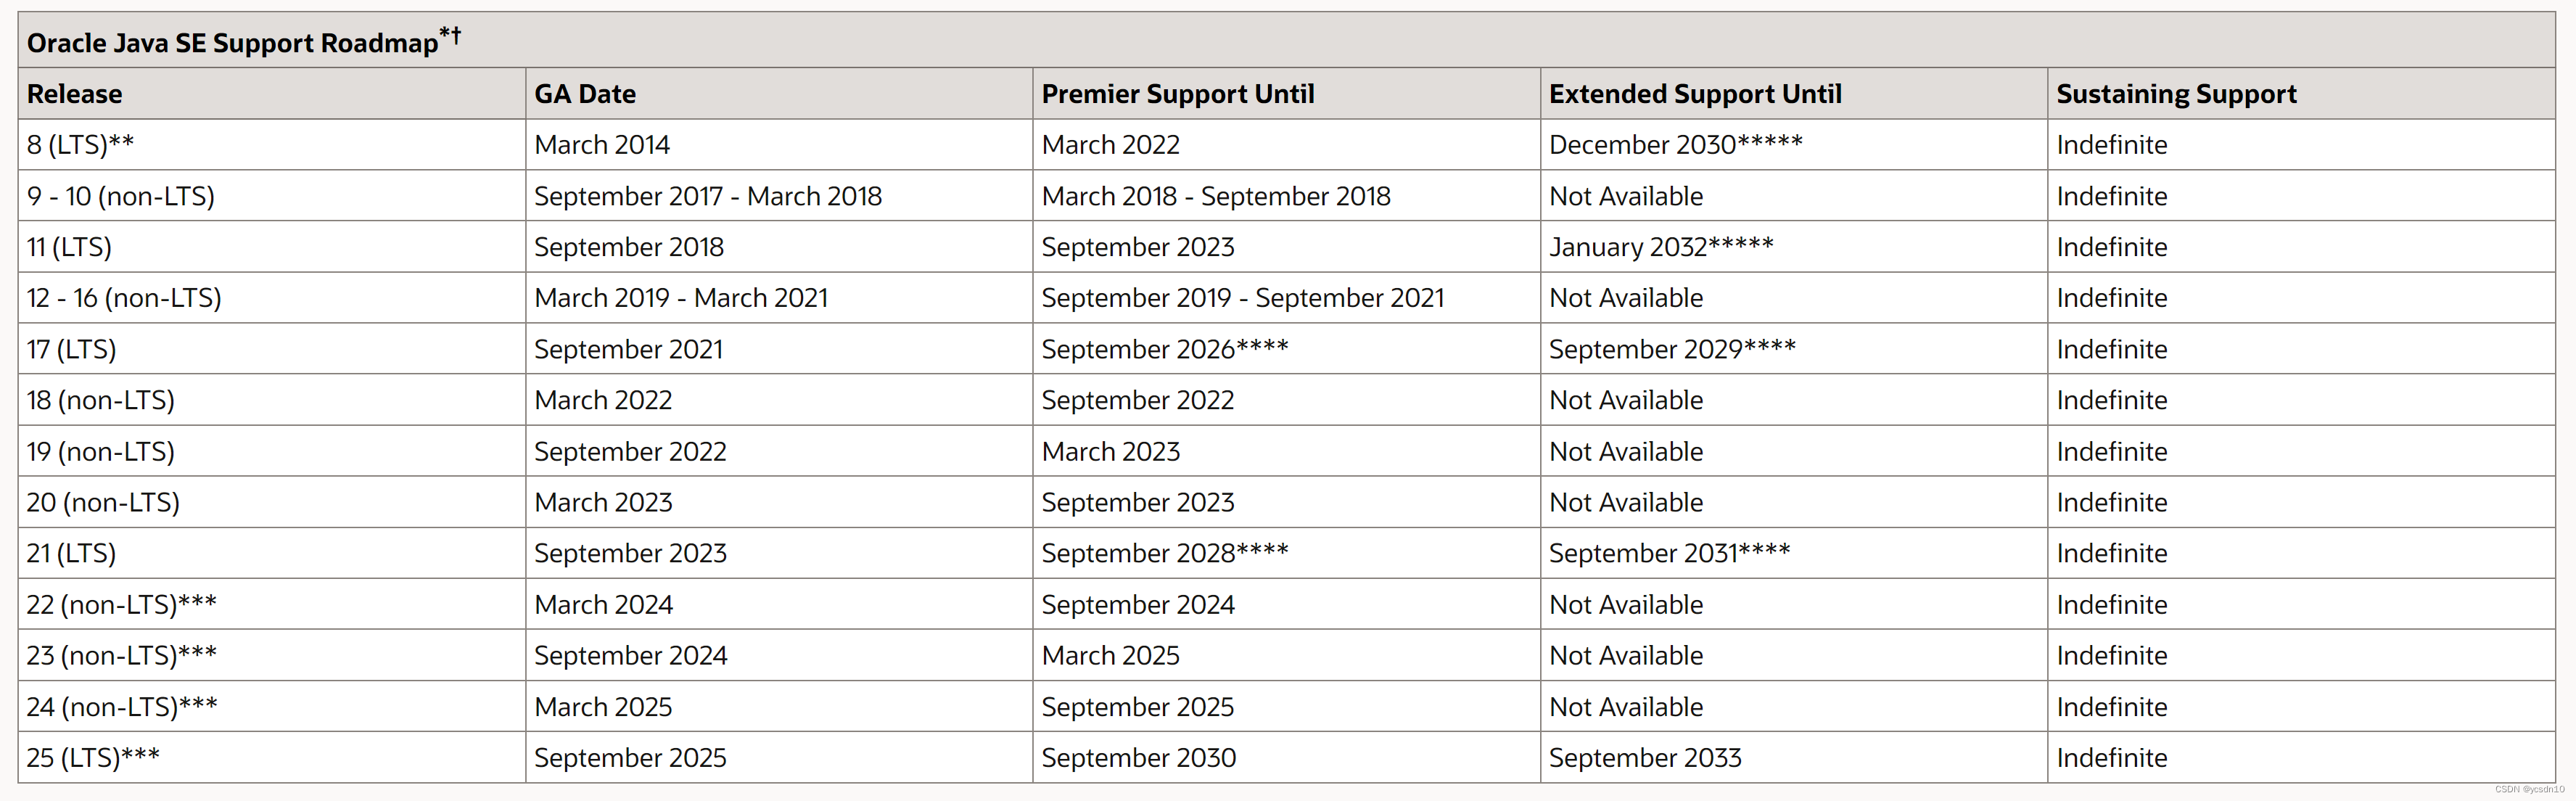 Oracle Java SE Support Roadmap*†
Release GA Date Premier Support Until Extended Support Until Sustaining Support
8 (LTS)** March 2014 March 2022 December 2030***** Indefinite
9 - 10 (non-LTS) September 2017 - March 2018 March 2018 - September 2018 Not Available Indefinite
11 (LTS) September 2018 September 2023 January 2032***** Indefinite
12 - 16 (non-LTS) March 2019 - March 2021 September 2019 - September 2021 Not Available Indefinite
17 (LTS) September 2021 September 2026**** September 2029**** Indefinite
18 (non-LTS) March 2022 September 2022 Not Available Indefinite
19 (non-LTS) September 2022 March 2023 Not Available Indefinite
20 (non-LTS) March 2023 September 2023 Not Available Indefinite
21 (LTS) September 2023 September 2028**** September 2031**** Indefinite
22 (non-LTS)*** March 2024 September 2024 Not Available Indefinite
23 (non-LTS)*** September 2024 March 2025 Not Available Indefinite
24 (non-LTS)*** March 2025 September 2025 Not Available Indefinite
25 (LTS)*** September 2025 September 2030 September 2033 Indefinite
CSDN @ycsdn10